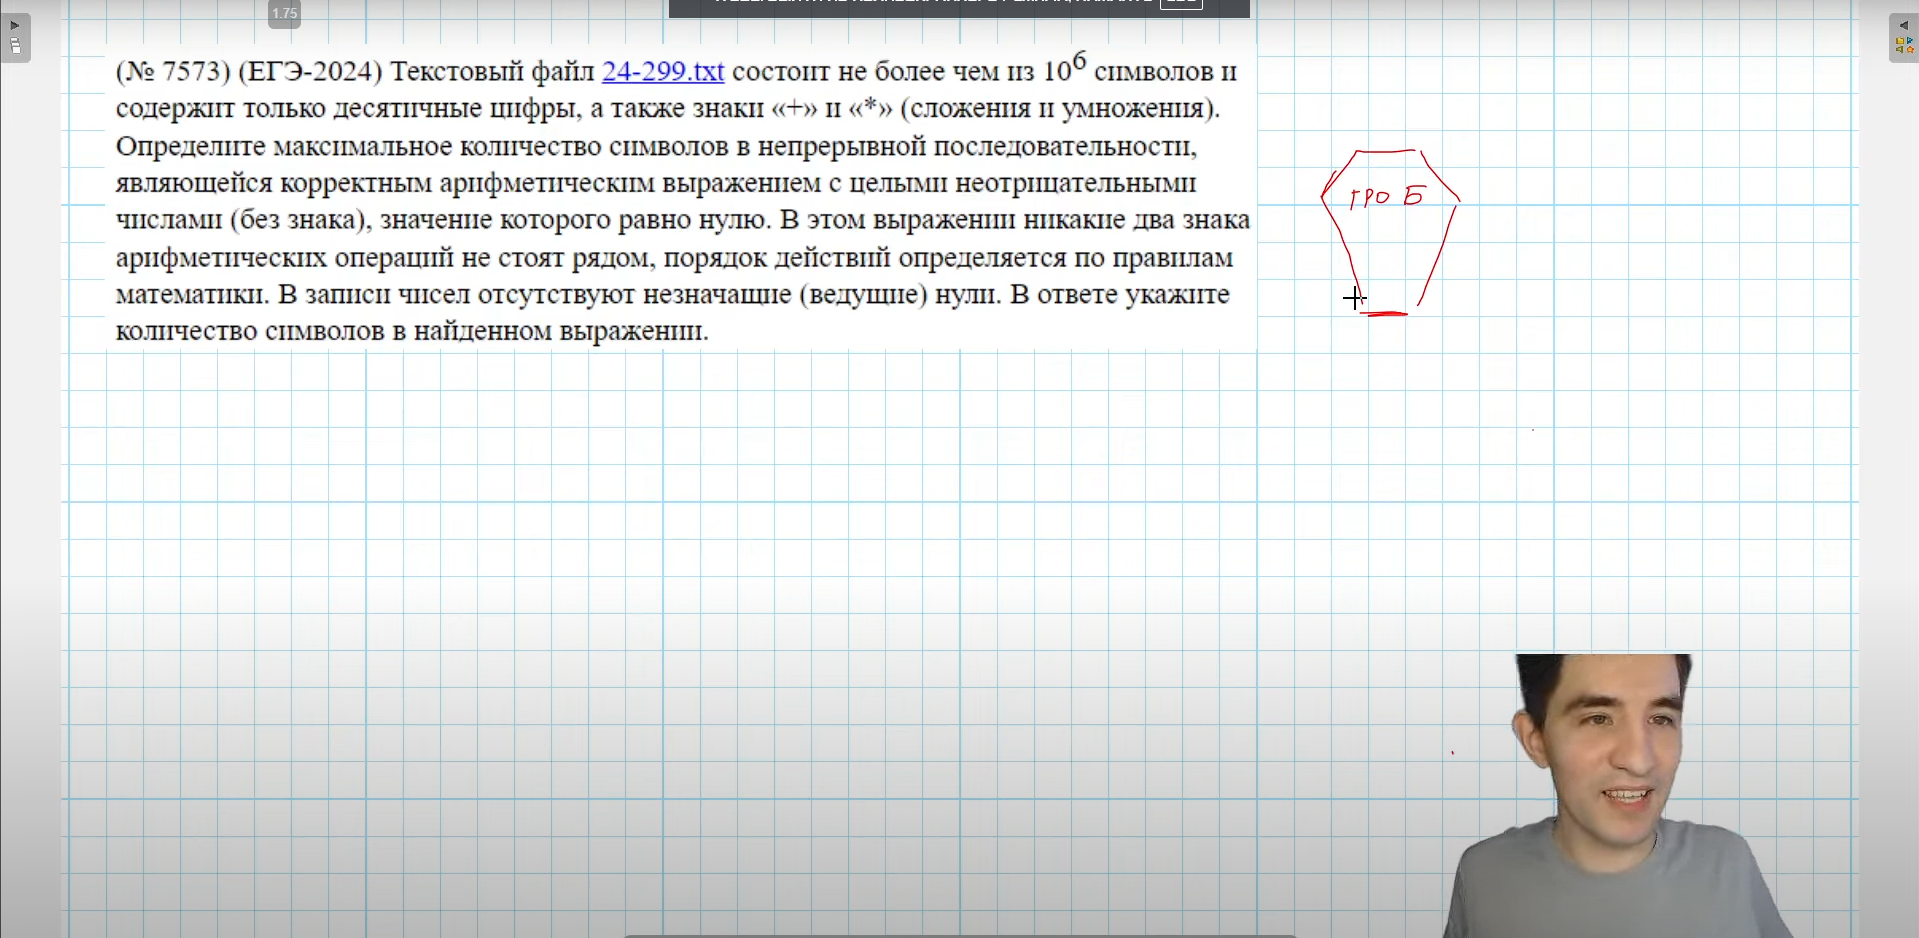 1.75
(№ 7573) (ЕГЭ-2024) Текстовый файл 24-299.txt состоит не более чем из 10⁶ символов и
содержит только десятичные цифры, а также знаки «+» и «*» (сложения и умножения).
Определите максимальное количество символов в непрерывной последовательности,
являющейся корректным арифметическим выражением с целыми неотрицательными
числами (без знака), значение которого равно нулю. В этом выражении никакие два знака
арифметических операций не стоят рядом, порядок действий определяется по правилам
математики. В записи чисел отсутствуют незначащие (ведущие) нули. В ответе укажите
количество символов в найденном выражении.
гро Б